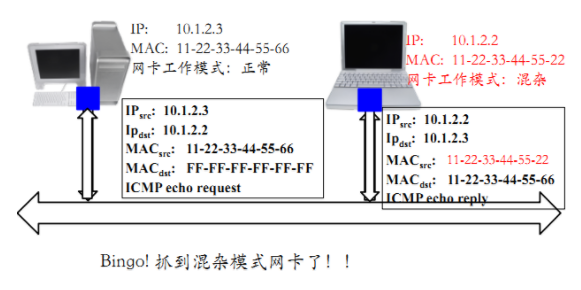 IP: 10.1.2.3
MAC: 11-22-33-44-55-66
网卡工作模式：正常
IP: 10.1.2.2
MAC: 11-22-33-44-55-22
网卡工作模式：混杂
IPsrc: 10.1.2.3
Ipdst: 10.1.2.2
MACsrc: 11-22-33-44-55-66
MACdst: FF-FF-FF-FF-FF-FF
ICMP echo request
IPsrc: 10.1.2.2
Ipdst: 10.1.2.3
MACsrc: 11-22-33-44-55-22
MACdst: 11-22-33-44-55-66
ICMP echo reply
Bingo! 抓到混杂模式网卡了！！